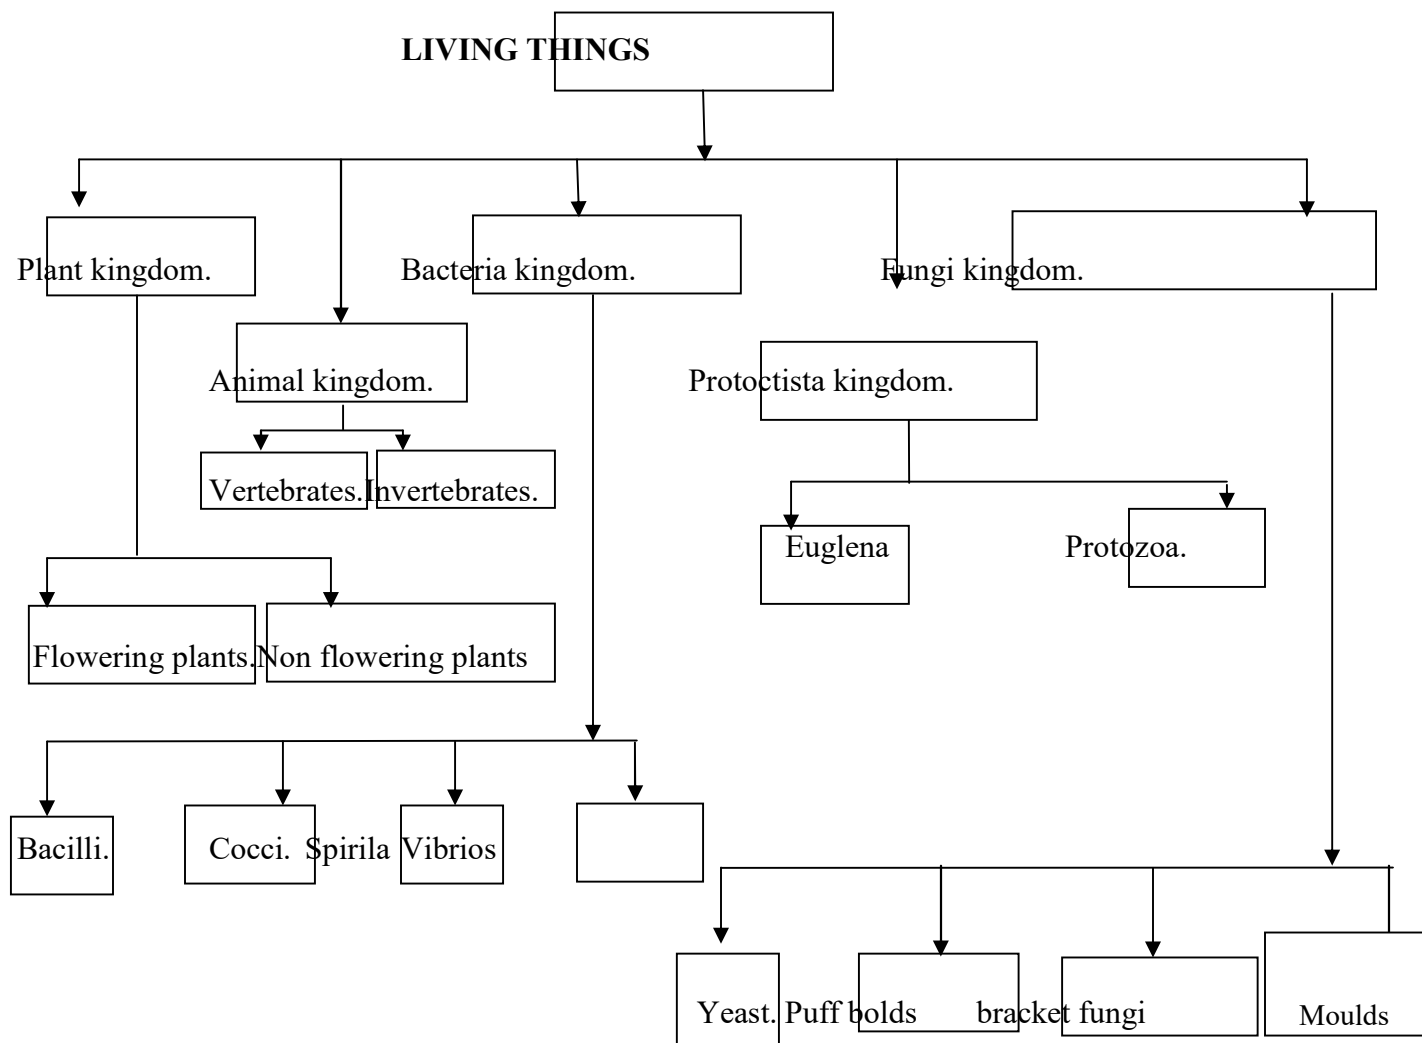 LIVING THINGS
Plant kingdom. Bacteria kingdom. Fungi kingdom.
Animal kingdom. Protoctista kingdom.
Vertebrates. Invertebrates.
Euglena Protozoa.
Flowering plants. Non flowering plants
Bacilli. Cocci. Spirila Vibrios
Yeast. Puff bolds bracket fungi Moulds